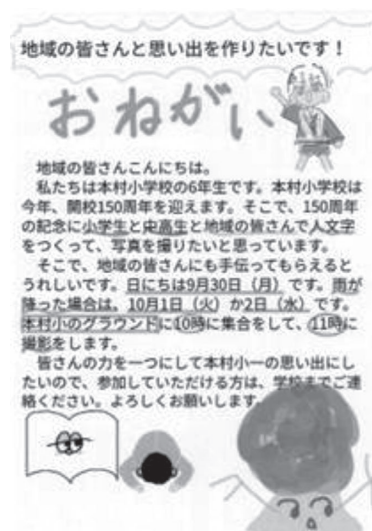 地域の皆さんと思い出を作りたいです！
おねがい
地域の皆さんこんにちは。
私たちは本村小学校の6年生です。本村小学校は
今年、開校150周年を迎えます。そこで、150周年
の記念に小学生と中高生と地域の皆さんで人文字
をつくって、写真を撮りたいと思っています。
そこで、地域の皆さんにも手伝ってもらえると
うれしいです。日にちは9月30日（月）です。雨が
降った場合は、10月1日（火）か2日（水）です。
本村小のグラウンドに10時に集合をして、11時に
撮影をします。
皆さんの力を一つにして本村小一の思い出にし
たいので、参加していただける方は、学校までご連
絡ください。よろしくお願いします。